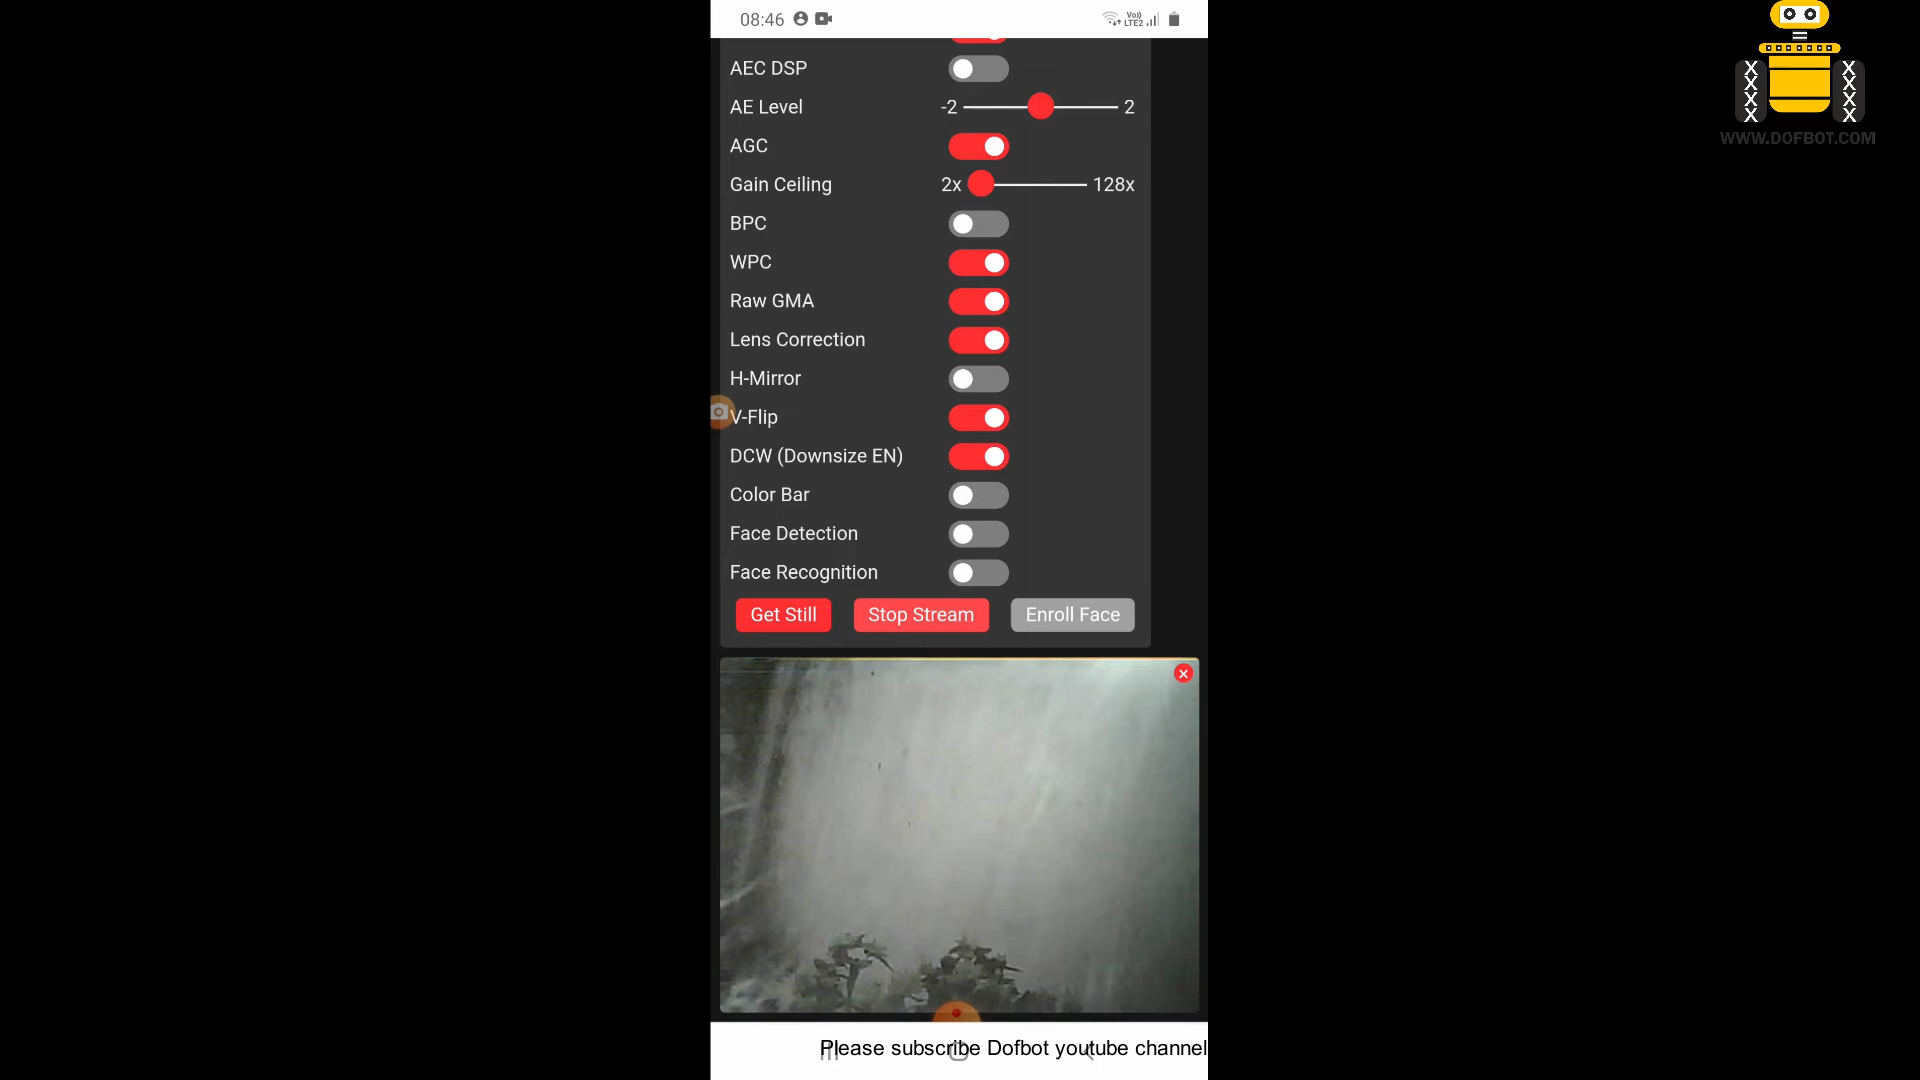 08:46
Vo)) LTE2
AEC DSP
AE Level -2 2
AGC
Gain Ceiling 2x 128x
BPC
WPC
Raw GMA
Lens Correction
H-Mirror
V-Flip
DCW (Downsize EN)
Color Bar
Face Detection
Face Recognition
Get Still Stop Stream Enroll Face
Please subscribe Dofbot youtube channel
X X
X X
X X
X X
WWW.DOFBOT.COM